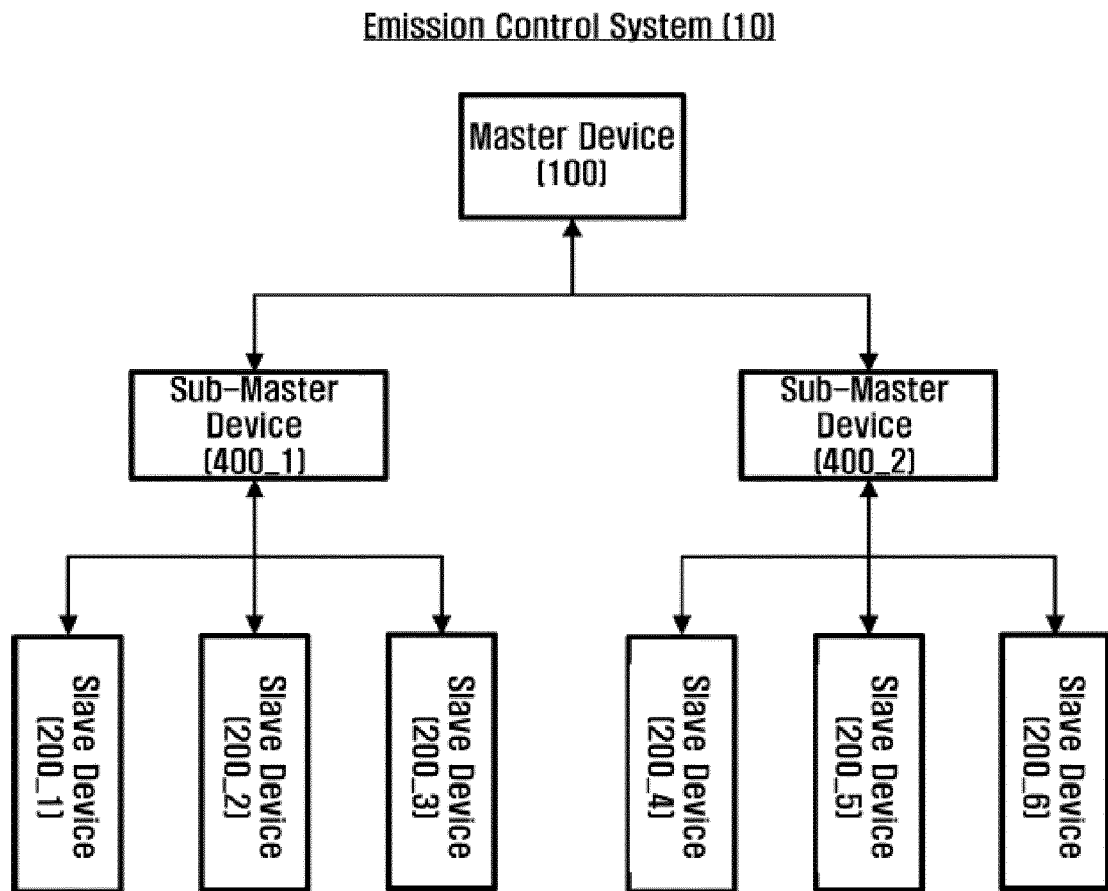 Emission Control System (10)
Master Device
(100)
Sub-Master
Device
(400_1)
Sub-Master
Device
(400_2)
Slave Device
(200_1)
Slave Device
(200_2)
Slave Device
(200_3)
Slave Device
(200_4)
Slave Device
(200_5)
Slave Device
(200_6)